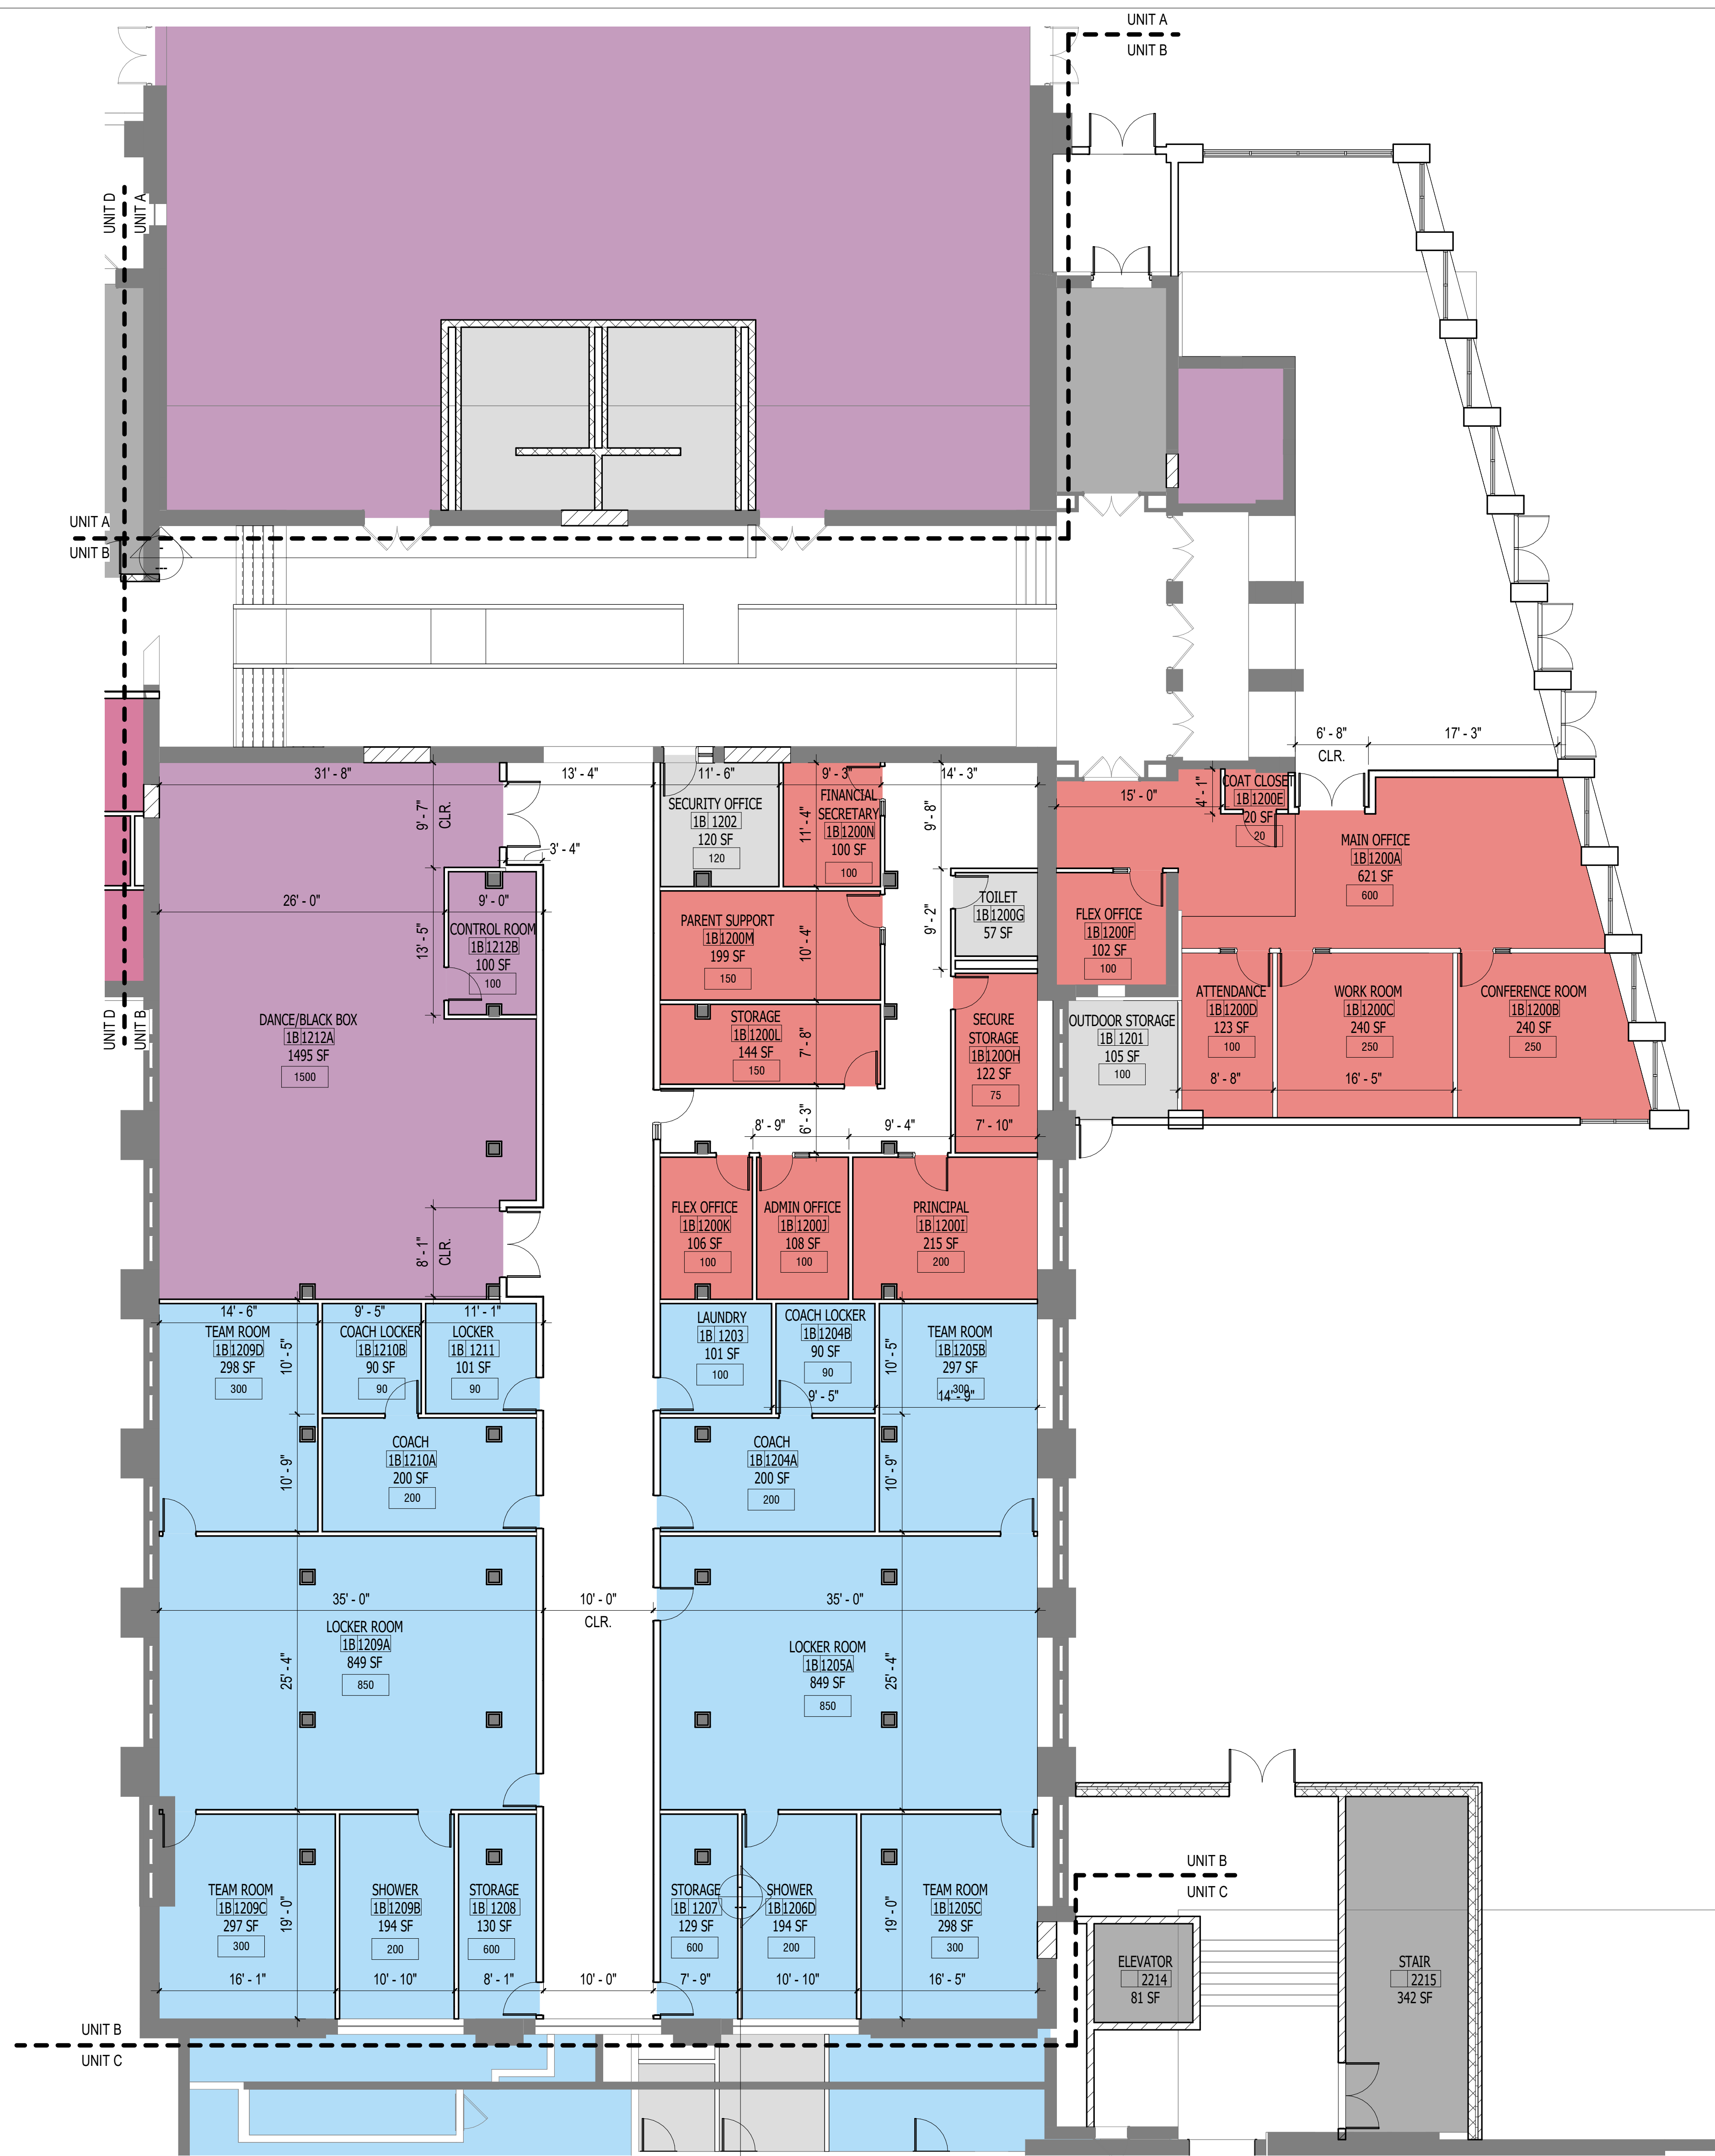 UNIT A
UNIT B
UNIT D
UNIT A
UNIT A
UNIT B
6' - 8"
CLR.
17' - 3"
31' - 8"
13' - 4"
11' - 6"
9' - 3"
14' - 3"
15' - 0"
4' - 1"
COAT CLOSET
1B 1200E
20 SF
20
9' - 7"
CLR.
3' - 4"
SECURITY OFFICE
1B 1202
120 SF
120
11' - 4"
FINANCIAL
SECRETARY
1B 1200N
100 SF
100
9' - 8"
MAIN OFFICE
1B 1200A
621 SF
600
26' - 0"
9' - 0"
13' - 5"
CONTROL ROOM
1B 1212B
100 SF
100
PARENT SUPPORT
1B 1200M
199 SF
150
10' - 4"
9' - 2"
TOILET
1B 1200G
57 SF
FLEX OFFICE
1B 1200F
102 SF
100
ATTENDANCE
1B 1200D
123 SF
100
8' - 8"
WORK ROOM
1B 1200C
240 SF
250
16' - 5"
CONFERENCE ROOM
1B 1200B
240 SF
250
UNIT D
UNIT B
DANCE/BLACK BOX
1B 1212A
1495 SF
1500
STORAGE
1B 1200L
144 SF
150
7' - 8"
SECURE
STORAGE
1B 1200H
122 SF
75
7' - 10"
OUTDOOR STORAGE
1B 1201
105 SF
100
8' - 9"
6' - 3"
9' - 4"
8' - 1"
CLR.
FLEX OFFICE
1B 1200K
106 SF
100
ADMIN OFFICE
1B 1200J
108 SF
100
PRINCIPAL
1B 1200I
215 SF
200
14' - 6"
9' - 5"
11' - 1"
TEAM ROOM
1B 1209D
298 SF
300
10' - 5"
COACH LOCKER
1B 1210B
90 SF
90
LOCKER
1B 1211
101 SF
90
LAUNDRY
1B 1203
101 SF
100
COACH LOCKER
1B 1204B
90 SF
90
9' - 5"
10' - 5"
TEAM ROOM
1B 1205B
297 SF
300
14' - 9"
10' - 9"
COACH
1B 1210A
200 SF
200
COACH
1B 1204A
200 SF
200
10' - 9"
35' - 0"
10' - 0"
CLR.
35' - 0"
LOCKER ROOM
1B 1209A
849 SF
850
25' - 4"
LOCKER ROOM
1B 1205A
849 SF
850
25' - 4"
TEAM ROOM
1B 1209C
297 SF
300
19' - 0"
SHOWER
1B 1209B
194 SF
200
STORAGE
1B 1208
130 SF
600
STORAGE
1B 1207
129 SF
600
SHOWER
1B 1206D
194 SF
200
19' - 0"
TEAM ROOM
1B 1205C
298 SF
300
16' - 1"
10' - 10"
8' - 1"
10' - 0"
7' - 9"
10' - 10"
16' - 5"
UNIT B
UNIT C
ELEVATOR
2214
81 SF
STAIR
2215
342 SF
UNIT B
UNIT C